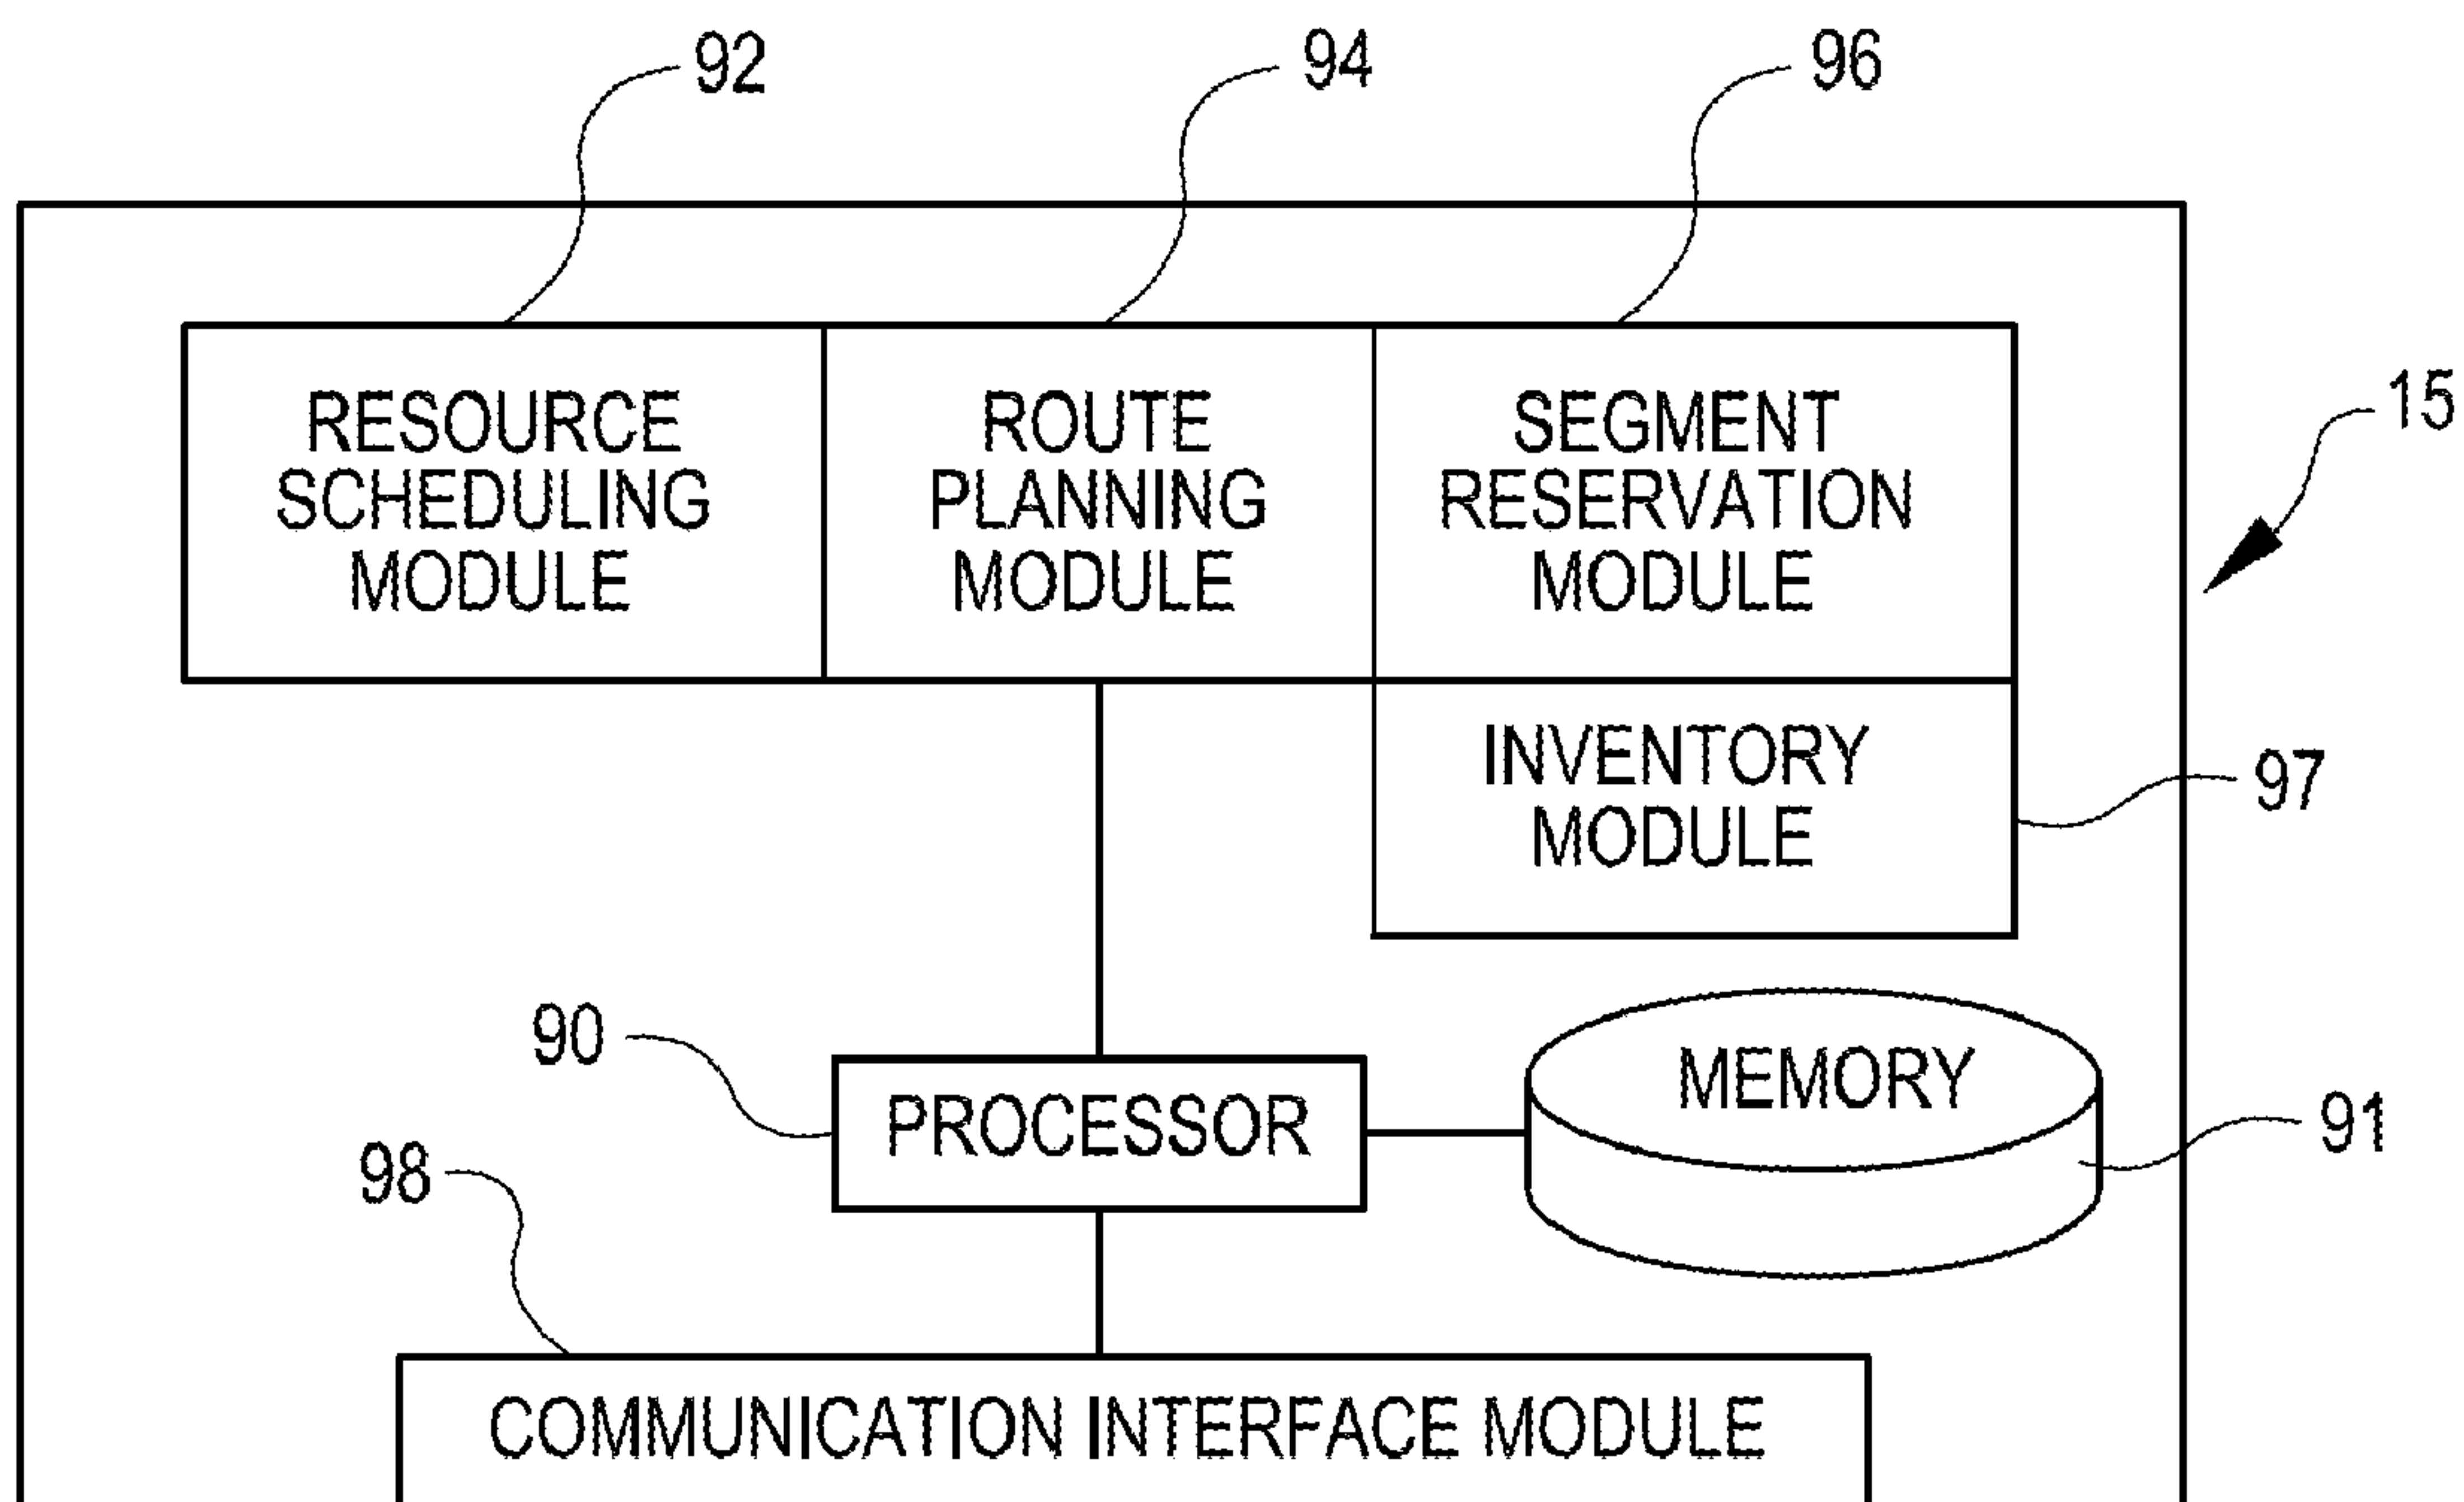 92
94
96
RESOURCE
SCHEDULING
MODULE
ROUTE
PLANNING
MODULE
SEGMENT
RESERVATION
MODULE
15
INVENTORY
MODULE
97
90
PROCESSOR
MEMORY
91
98
COMMUNICATION INTERFACE MODULE